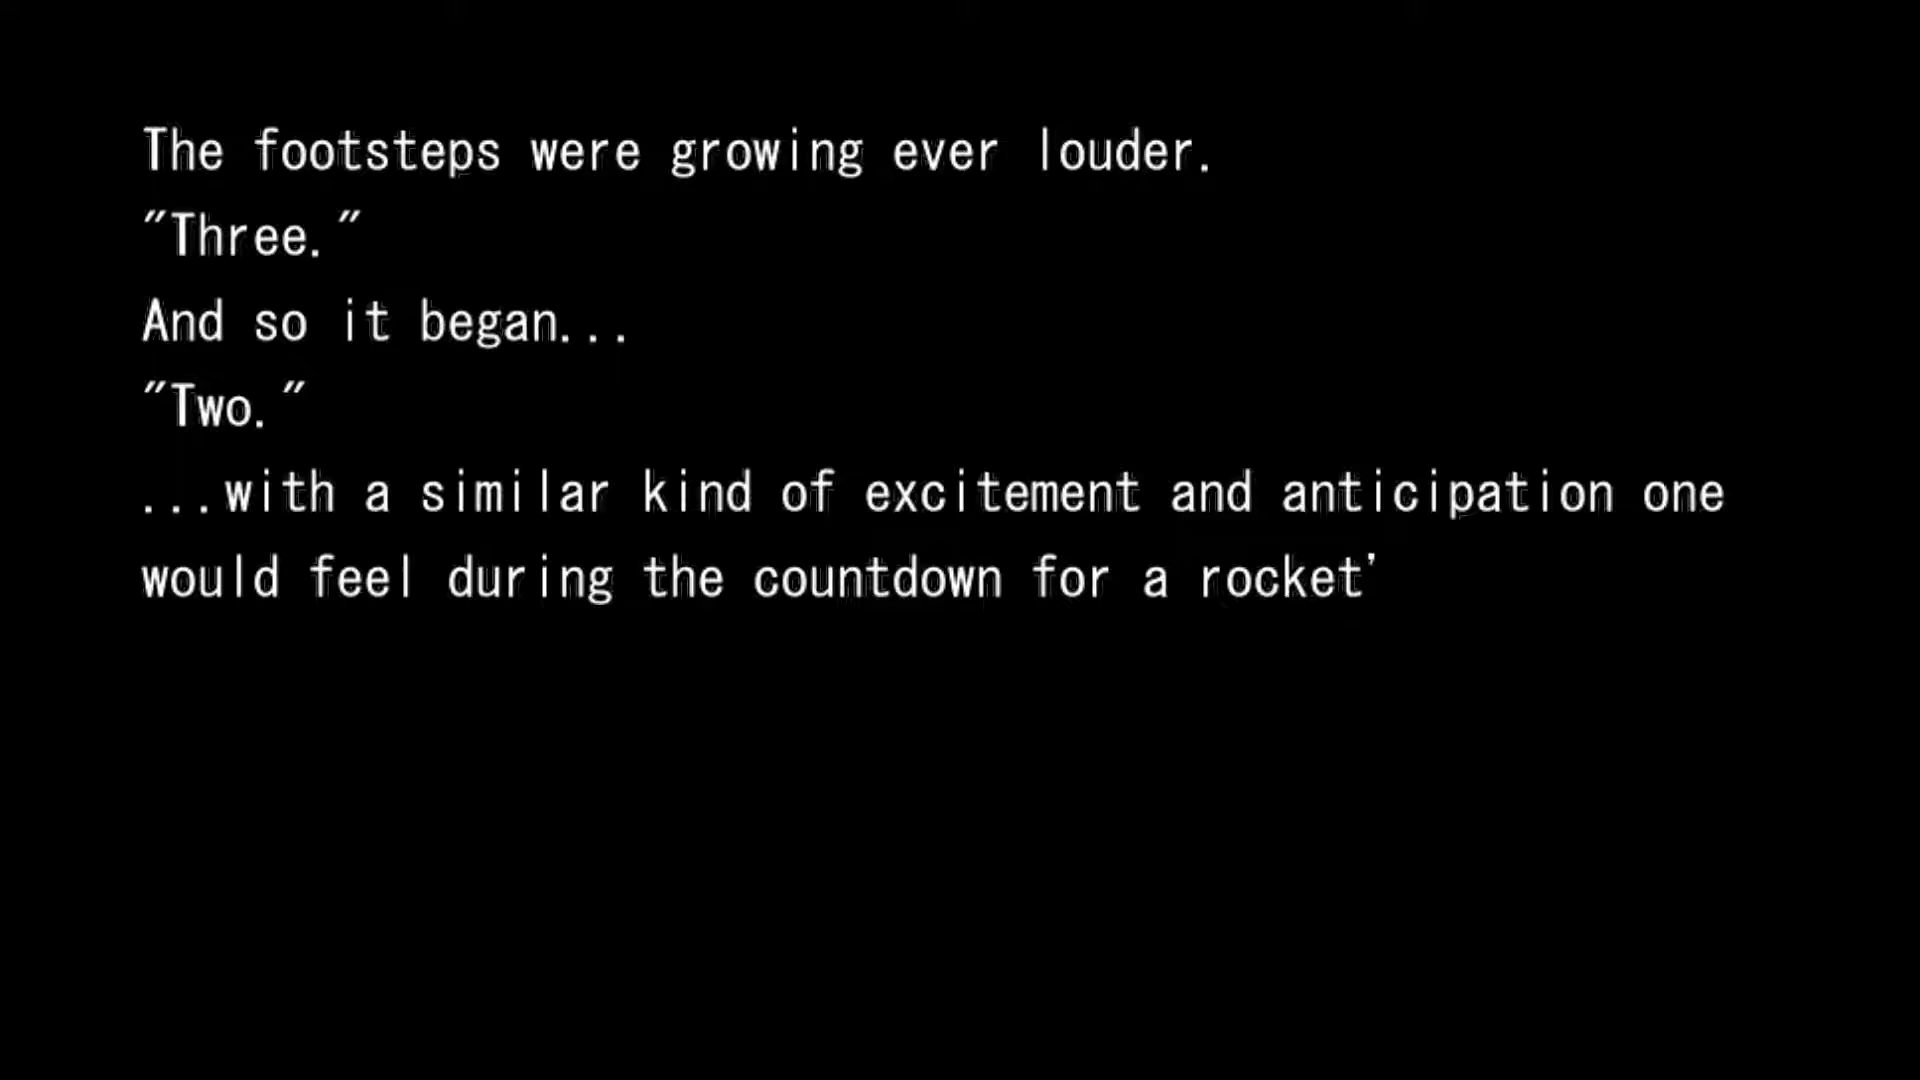 The footsteps were growing ever louder.
"Three."
And so it began...
"Two."
...with a similar kind of excitement and anticipation one
would feel during the countdown for a rocket'